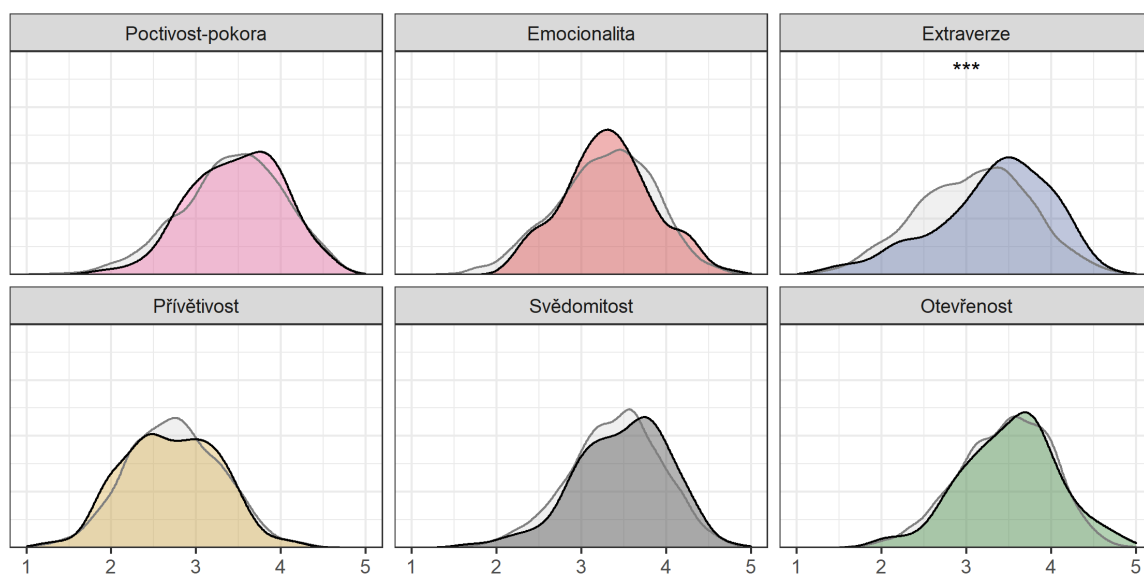 Poctivost-pokora Emocionalita Extraverze
***
Přívětivost Svědomitost Otevřenost
1 2 3 4 5 1 2 3 4 5 1 2 3 4 5